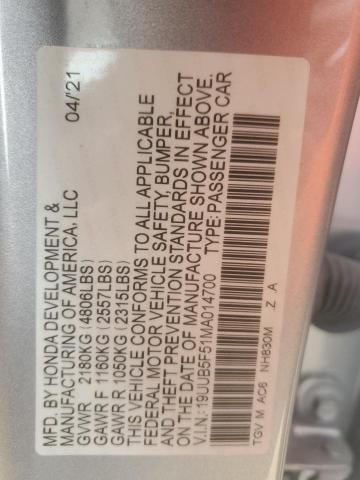 MFD. BY HONDA DEVELOPMENT &
MANUFACTURING OF AMERICA, LLC
04/'21
GVWR 2180KG (4806LBS)
GAWR F 1160KG (2557LBS)
GAWR R 1050KG (2315LBS)
THIS VEHICLE CONFORMS TO ALL APPLICABLE
FEDERAL MOTOR VEHICLE SAFETY, BUMPER,
AND THEFT PREVENTION STANDARDS IN EFFECT
ON THE DATE OF MANUFACTURE SHOWN ABOVE.
V.I.N.:19UUB5F51MA014700 TYPE:PASSENGER CAR
TGV M AC6 NH830M .Z .A